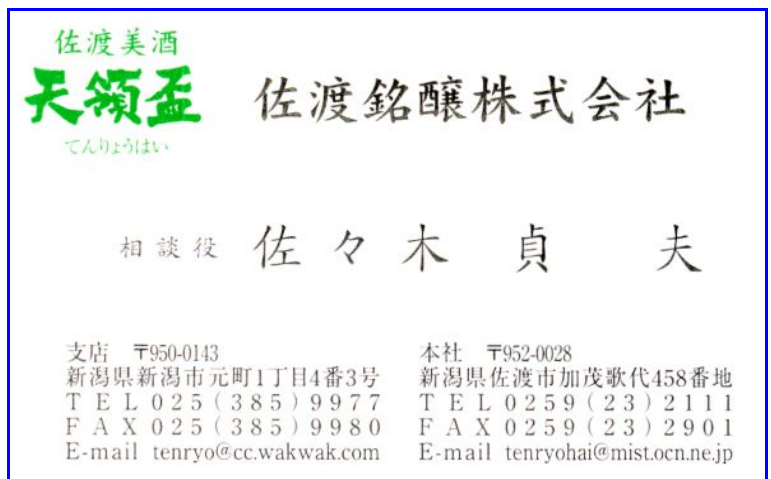 佐渡美酒
天領盃
てんりょうはい
佐渡銘醸株式会社
相談役 佐々木貞夫
支店 〒950-0143
新潟県新潟市元町1丁目4番3号
TEL025(385)9977
FAX025(385)9980
E-mail tenryo@cc.wakwak.com
本社 〒952-0028
新潟県佐渡市加茂歌代458番地
TEL0259(23)2111
FAX0259(23)2901
E-mail tenryohai@mist.ocn.ne.jp